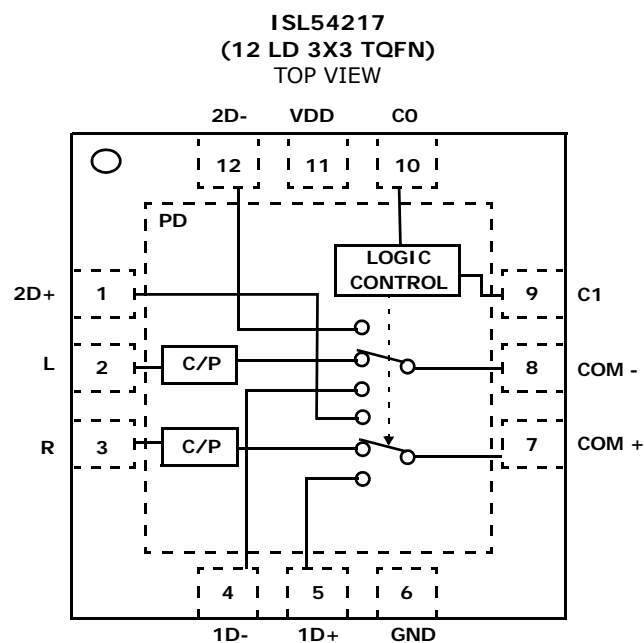 ISL54217
(12 LD 3X3 TQFN)
TOP VIEW
2D- VDD C0
12 11 10
PD
LOGIC
CONTROL
2D+ 1 9 C1
L 2 C/P 8 COM -
R 3 C/P 7 COM +
4 5 6
1D- 1D+ GND